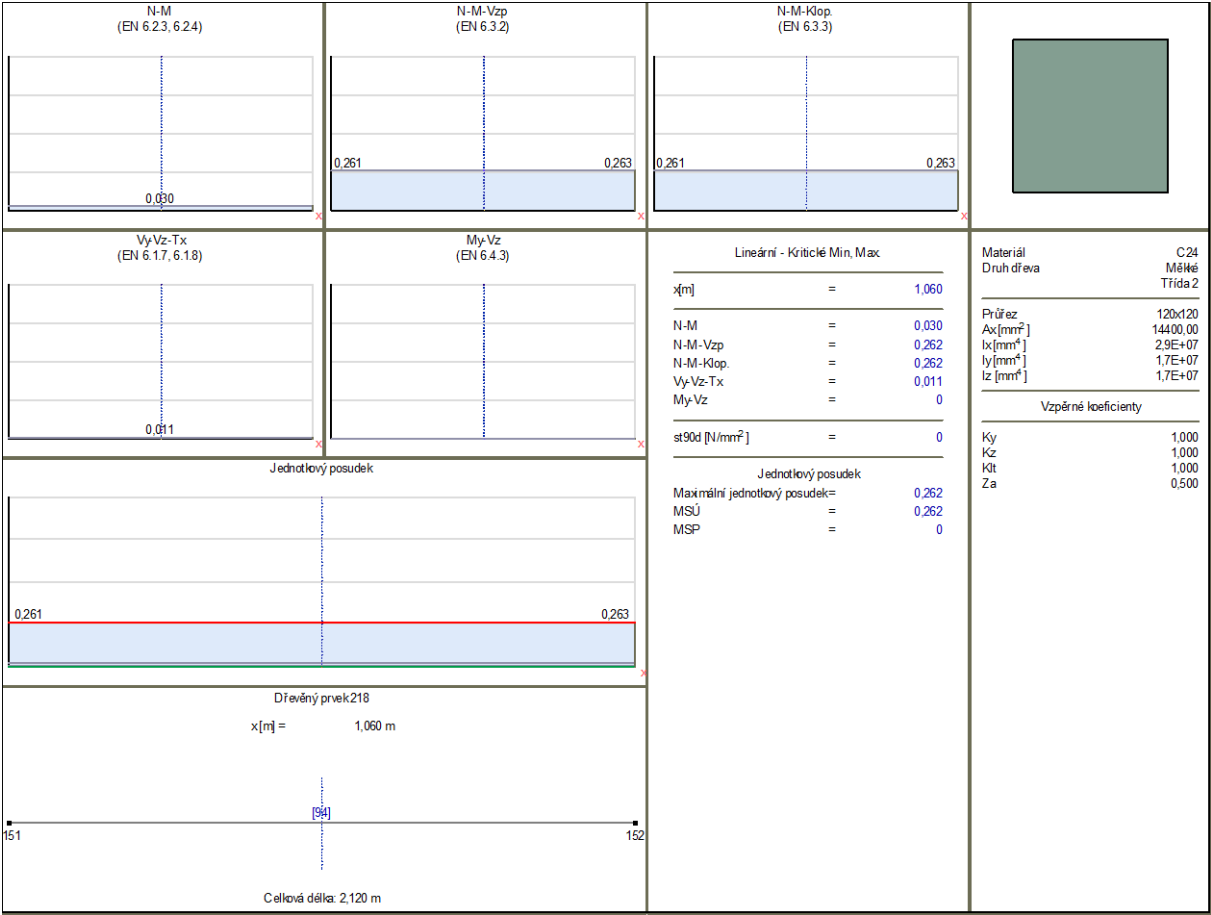 N-M
(EN 6.2.3, 6.2.4)
0,030
x
N-M-Vzp
(EN 6.3.2)
0,261
0,263
x
N-M-Klop.
(EN 6.3.3)
0,261
0,263
x
Vy-Vz-Tx
(EN 6.1.7, 6.1.8)
0,011
x
My-Vz
(EN 6.4.3)
x
Lineární - Kritické Min, Max.
x[m] = 1,060
N-M = 0,030
N-M-Vzp = 0,262
N-M-Klop. = 0,262
Vy-Vz-Tx = 0,011
My-Vz = 0
st90d [N/mm²] = 0
Jednotkový posudek
Maximální jednotkový posudek= 0,262
MSÚ = 0,262
MSP = 0
Materiál C24
Druh dřeva Měkké
Třída 2
Průřez 120x120
Ax[mm²] 14400,00
Ix[mm⁴] 2,9E+07
Iy[mm⁴] 1,7E+07
Iz [mm⁴] 1,7E+07
Vzpěrné koeficienty
Ky 1,000
Kz 1,000
Klt 1,000
Za 0,500
Jednotkový posudek
0,261
0,263
x
Dřevěný prvek218
x[m] = 1,060 m
[94]
151
152
Celková délka: 2,120 m